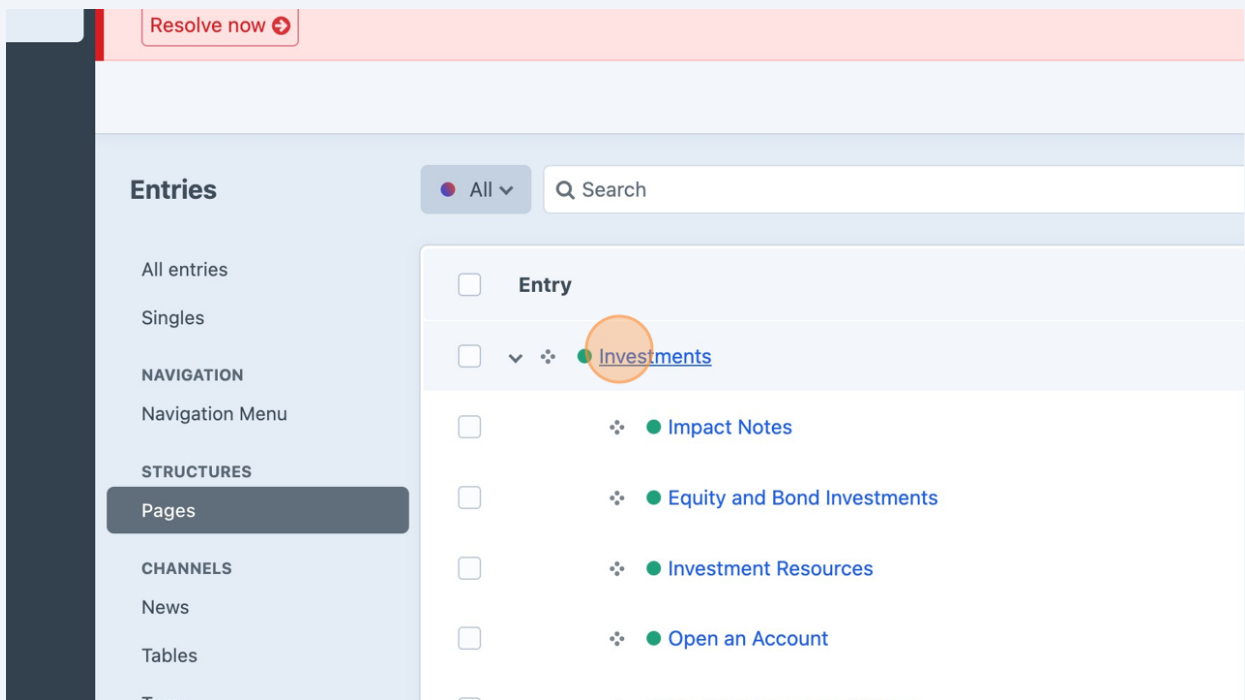 Resolve now
Entries
All
Search
All entries
Singles
NAVIGATION
Navigation Menu
STRUCTURES
Pages
CHANNELS
News
Tables
Entry
Investments
Impact Notes
Equity and Bond Investments
Investment Resources
Open an Account